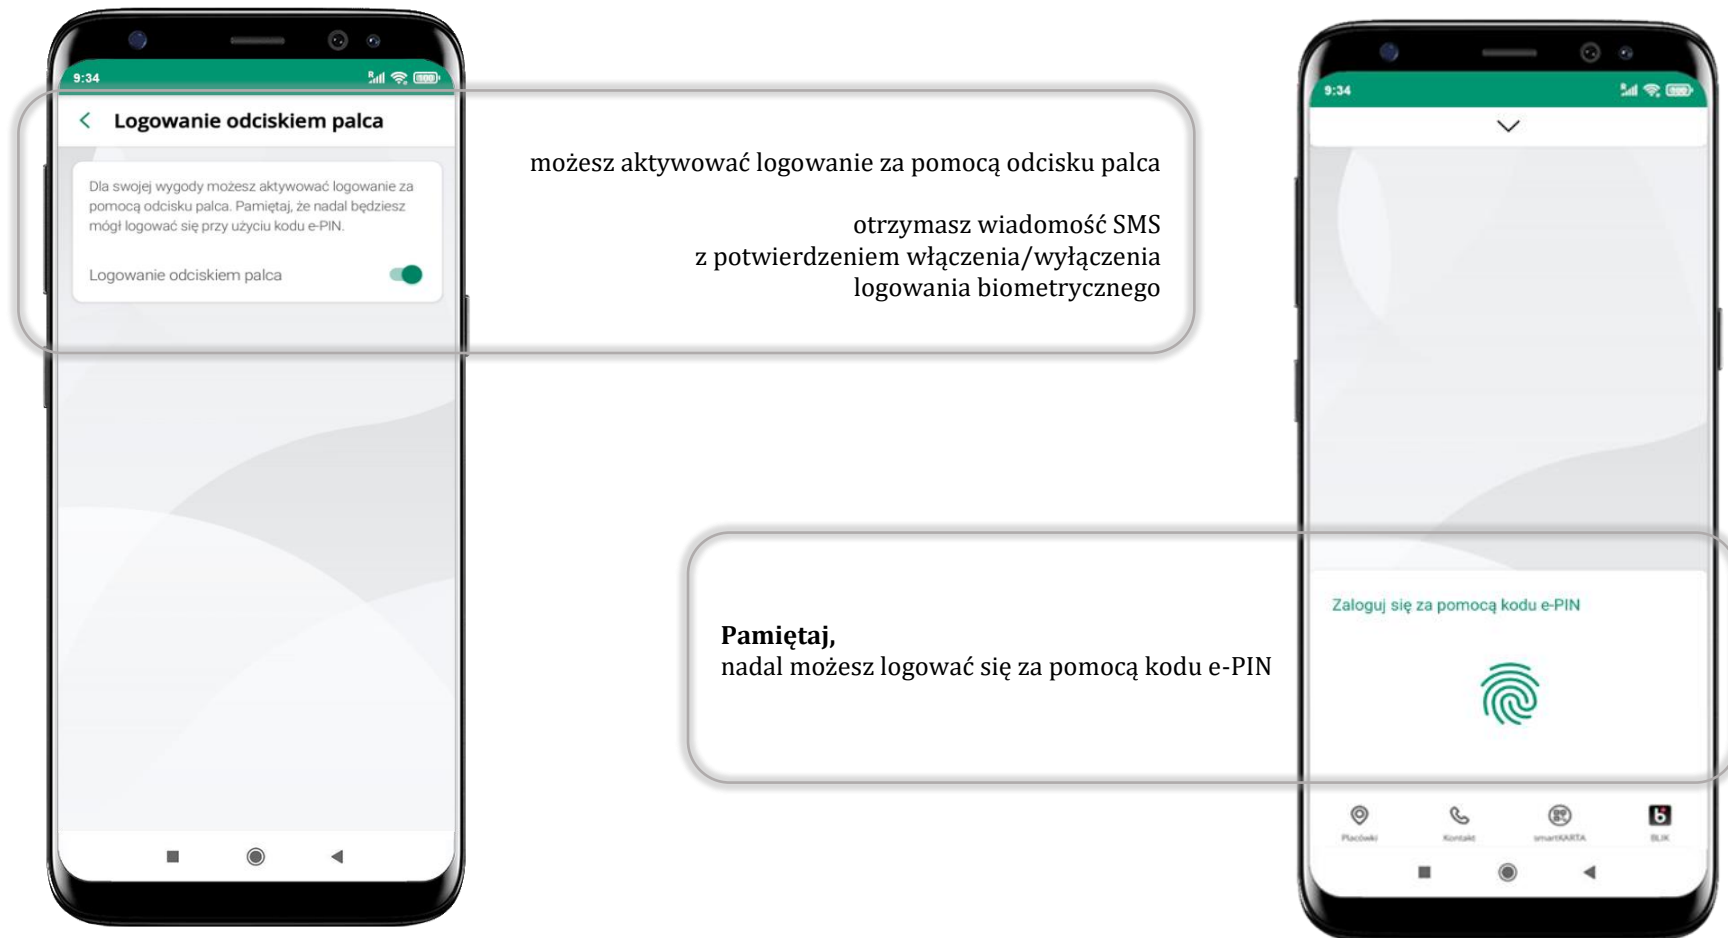 9:34
Logowanie odciskiem palca
Dla swojej wygody możesz aktywować logowanie za
pomocą odcisku palca. Pamiętaj, że nadal będziesz
mógł logować się przy użyciu kodu e-PIN.
Logowanie odciskiem palca
możesz aktywować logowanie za pomocą odcisku palca
otrzymasz wiadomość SMS
z potwierdzeniem włączenia/wyłączenia
logowania biometrycznego
Pamiętaj,
nadal możesz logować się za pomocą kodu e-PIN
9:34
Zaloguj się za pomocą kodu e-PIN
Placówki
Kontakt
smartKARTA
BLIK